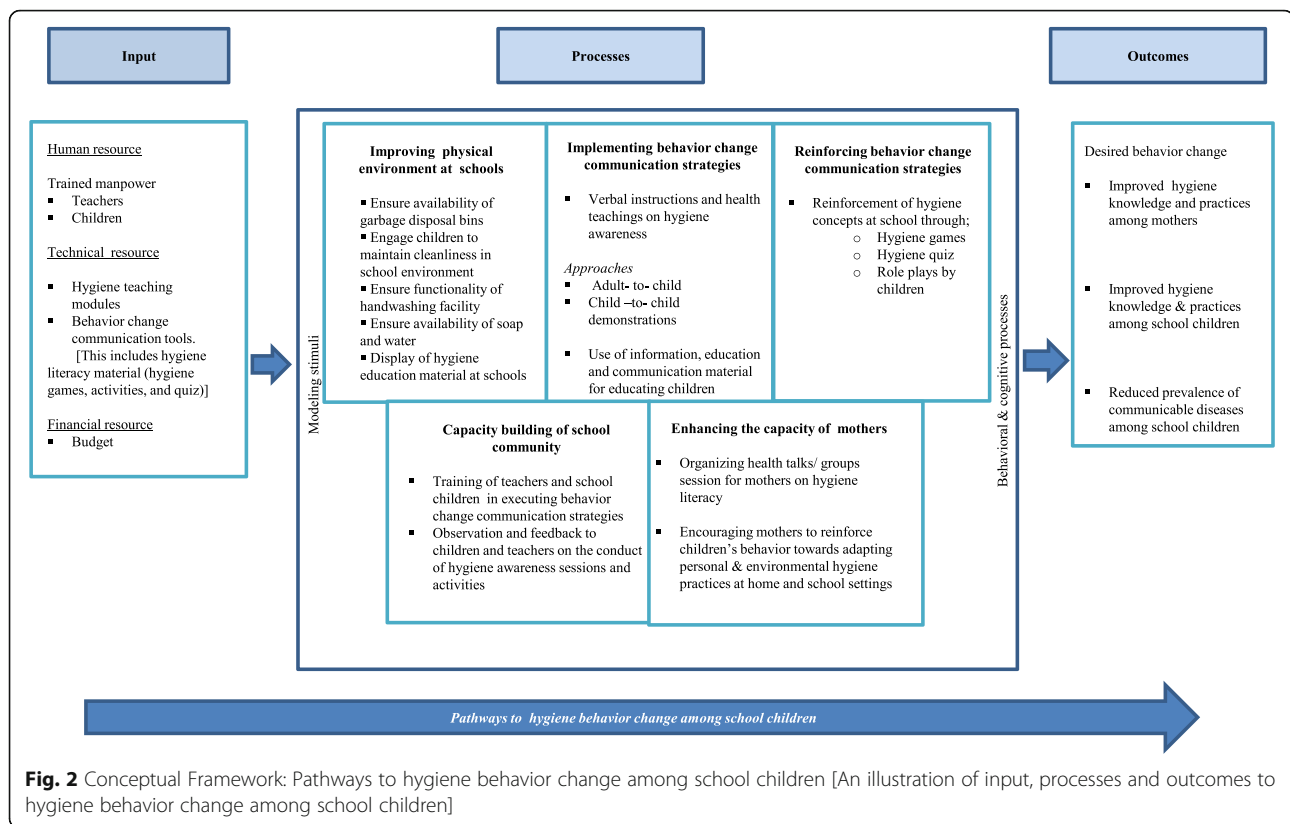 Input
Processes
Outcomes
Human resource
Trained manpower
▪ Teachers
▪ Children
Technical resource
▪ Hygiene teaching
modules
▪ Behavior change
communication tools.
[This includes hygiene
literacy material (hygiene
games, activities, and quiz)]
Financial resource
▪ Budget
Modeling stimuli
Improving physical
environment at schools
▪ Ensure availability of
garbage disposal bins
▪ Engage children to
maintain cleanliness in
school environment
▪ Ensure functionality of
handwashing facility
▪ Ensure availability of soap
and water
▪ Display of hygiene
education material at schools
Implementing behavior change
communication strategies
▪ Verbal instructions and health
teachings on hygiene
awareness
Approaches
▪ Adult- to- child
▪ Child –to- child
demonstrations
▪ Use of information, education
and communication material
for educating children
Reinforcing behavior change
communication strategies
▪ Reinforcement of hygiene
concepts at school through;
o Hygiene games
o Hygiene quiz
o Role plays by
children
Capacity building of school
community
▪ Training of teachers and school
children in executing behavior
change communication strategies
▪ Observation and feedback to
children and teachers on the conduct
of hygiene awareness sessions and
activities
Enhancing the capacity of mothers
▪ Organizing health talks/ groups
session for mothers on hygiene
literacy
▪ Encouraging mothers to reinforce
children's behavior towards adapting
personal & environmental hygiene
practices at home and school settings
Behavioral & cognitive processes
Desired behavior change
▪ Improved hygiene
knowledge and practices
among mothers
▪ Improved hygiene
knowledge & practices
among school children
▪ Reduced prevalence of
communicable diseases
among school children
Pathways to hygiene behavior change among school children
Fig. 2 Conceptual Framework: Pathways to hygiene behavior change among school children [An illustration of input, processes and outcomes to
hygiene behavior change among school children]